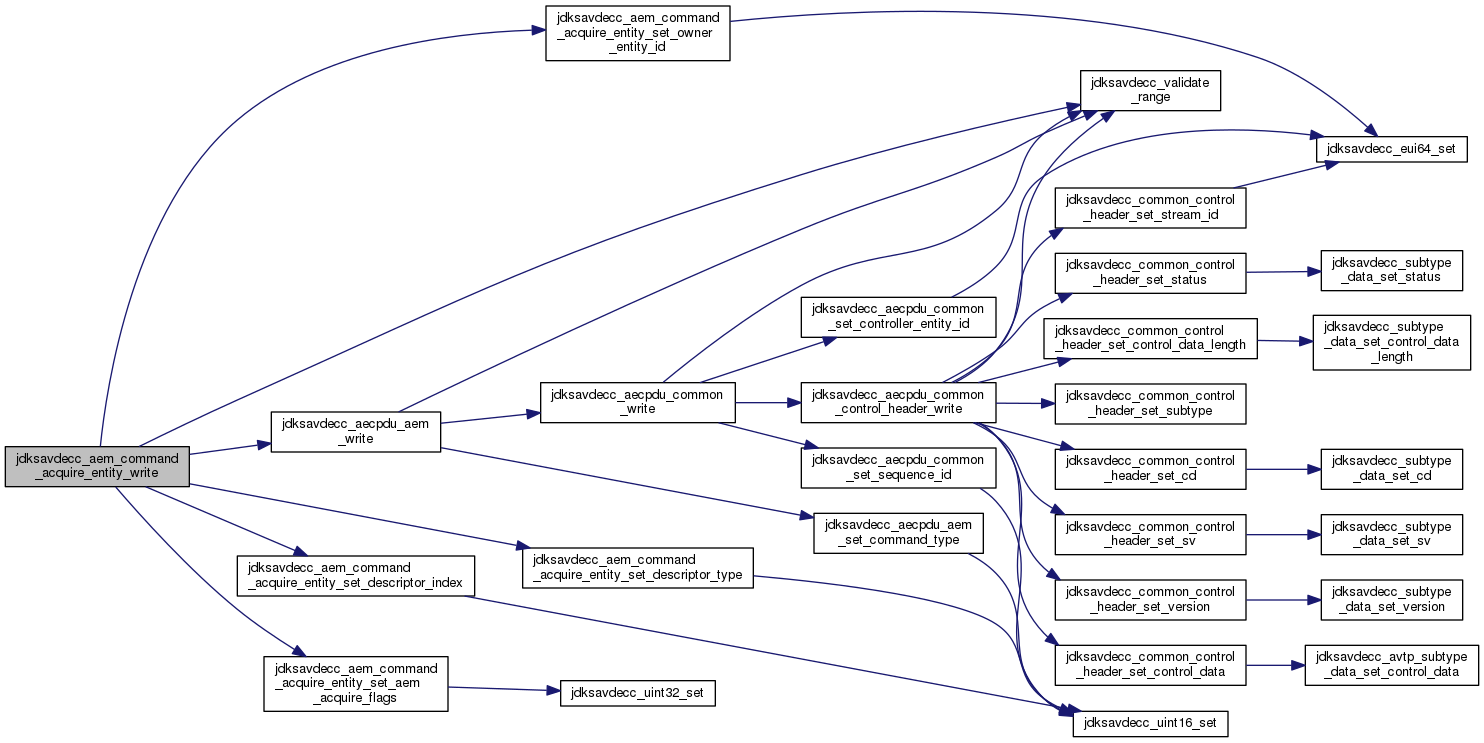 jdksavdecc_aem_command
_acquire_entity_write
jdksavdecc_aem_command
_acquire_entity_set_owner
_entity_id
jdksavdecc_validate
_range
jdksavdecc_eui64_set
jdksavdecc_aecpdu_aem
_write
jdksavdecc_aecpdu_common
_write
jdksavdecc_aecpdu_common
_set_controller_entity_id
jdksavdecc_aecpdu_common
_control_header_write
jdksavdecc_aecpdu_common
_set_sequence_id
jdksavdecc_aecpdu_aem
_set_command_type
jdksavdecc_common_control
_header_set_stream_id
jdksavdecc_common_control
_header_set_status
jdksavdecc_subtype
_data_set_status
jdksavdecc_common_control
_header_set_control_data_length
jdksavdecc_subtype
_data_set_control_data
_length
jdksavdecc_common_control
_header_set_subtype
jdksavdecc_common_control
_header_set_cd
jdksavdecc_subtype
_data_set_cd
jdksavdecc_common_control
_header_set_sv
jdksavdecc_subtype
_data_set_sv
jdksavdecc_common_control
_header_set_version
jdksavdecc_subtype
_data_set_version
jdksavdecc_common_control
_header_set_control_data
jdksavdecc_avtp_subtype
_data_set_control_data
jdksavdecc_aem_command
_acquire_entity_set_descriptor_index
jdksavdecc_aem_command
_acquire_entity_set_descriptor_type
jdksavdecc_aem_command
_acquire_entity_set_aem
_acquire_flags
jdksavdecc_uint32_set
jdksavdecc_uint16_set